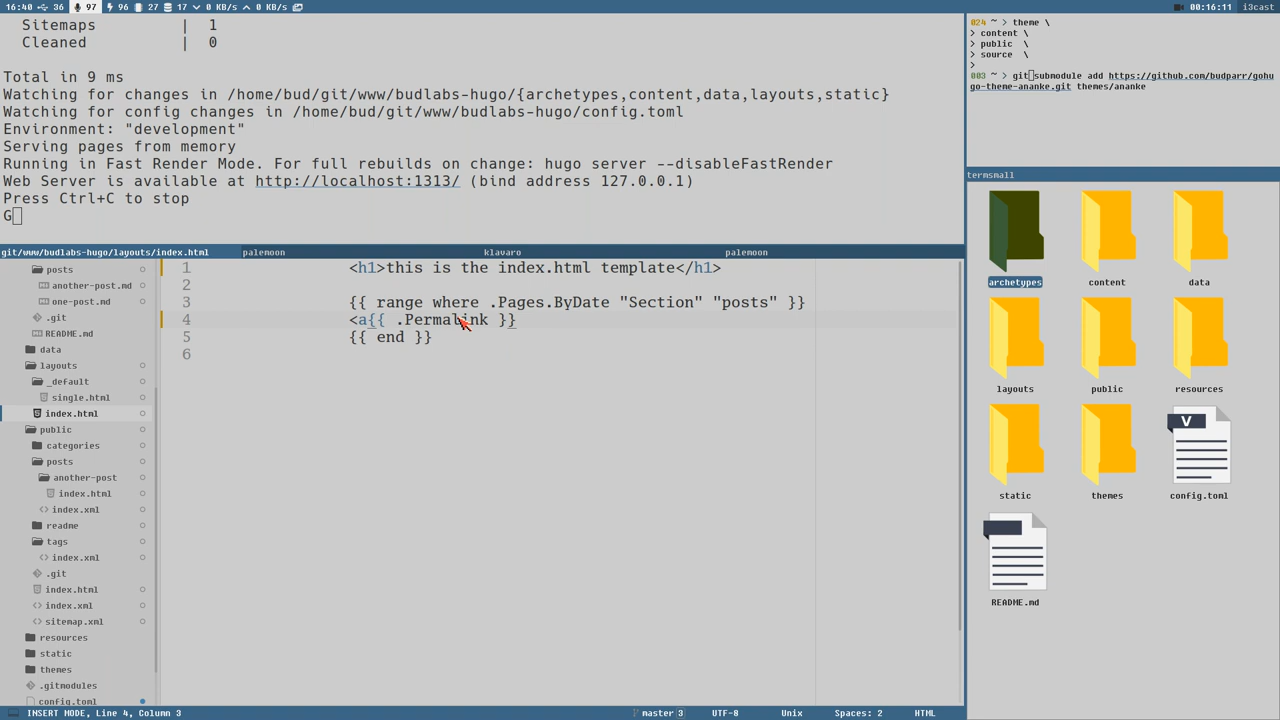 16:40 36 97 96 27 17 0 KB/s 0 KB/s 00:16:11 i3cast
Sitemaps | 1
Cleaned | 0
Total in 9 ms
Watching for changes in /home/bud/git/www/budlabs-hugo/{archetypes,content,data,layouts,static}
Watching for config changes in /home/bud/git/www/budlabs-hugo/config.toml
Environment: "development"
Serving pages from memory
Running in Fast Render Mode. For full rebuilds on change: hugo server --disableFastRender
Web Server is available at http://localhost:1313/ (bind address 127.0.0.1)
Press Ctrl+C to stop
G
024 ~ > theme \
> content \
> public \
> source \
>
003 ~ > git submodule add https://github.com/budparr/gohu
go-theme-ananke.git themes/ananke
termsmall
archetypes content data
layouts public resources
static themes config.toml
README.md
git/www/budlabs-hugo/layouts/index.html palemoon klavaro palemoon
posts
another-post.md
one-post.md
.git
README.md
data
layouts
_default
single.html
index.html
public
categories
posts
another-post
index.html
index.xml
readme
tags
index.xml
.git
index.html
index.xml
sitemap.xml
resources
static
themes
.gitmodules
config.toml
1 <h1>this is the index.html template</h1>
2
3 {{ range where .Pages.ByDate "Section" "posts" }}
4 <a{{ .Permalink }}
5 {{ end }}
6
INSERT MODE, Line 4, Column 3 master 3 UTF-8 Unix Spaces: 2 HTML